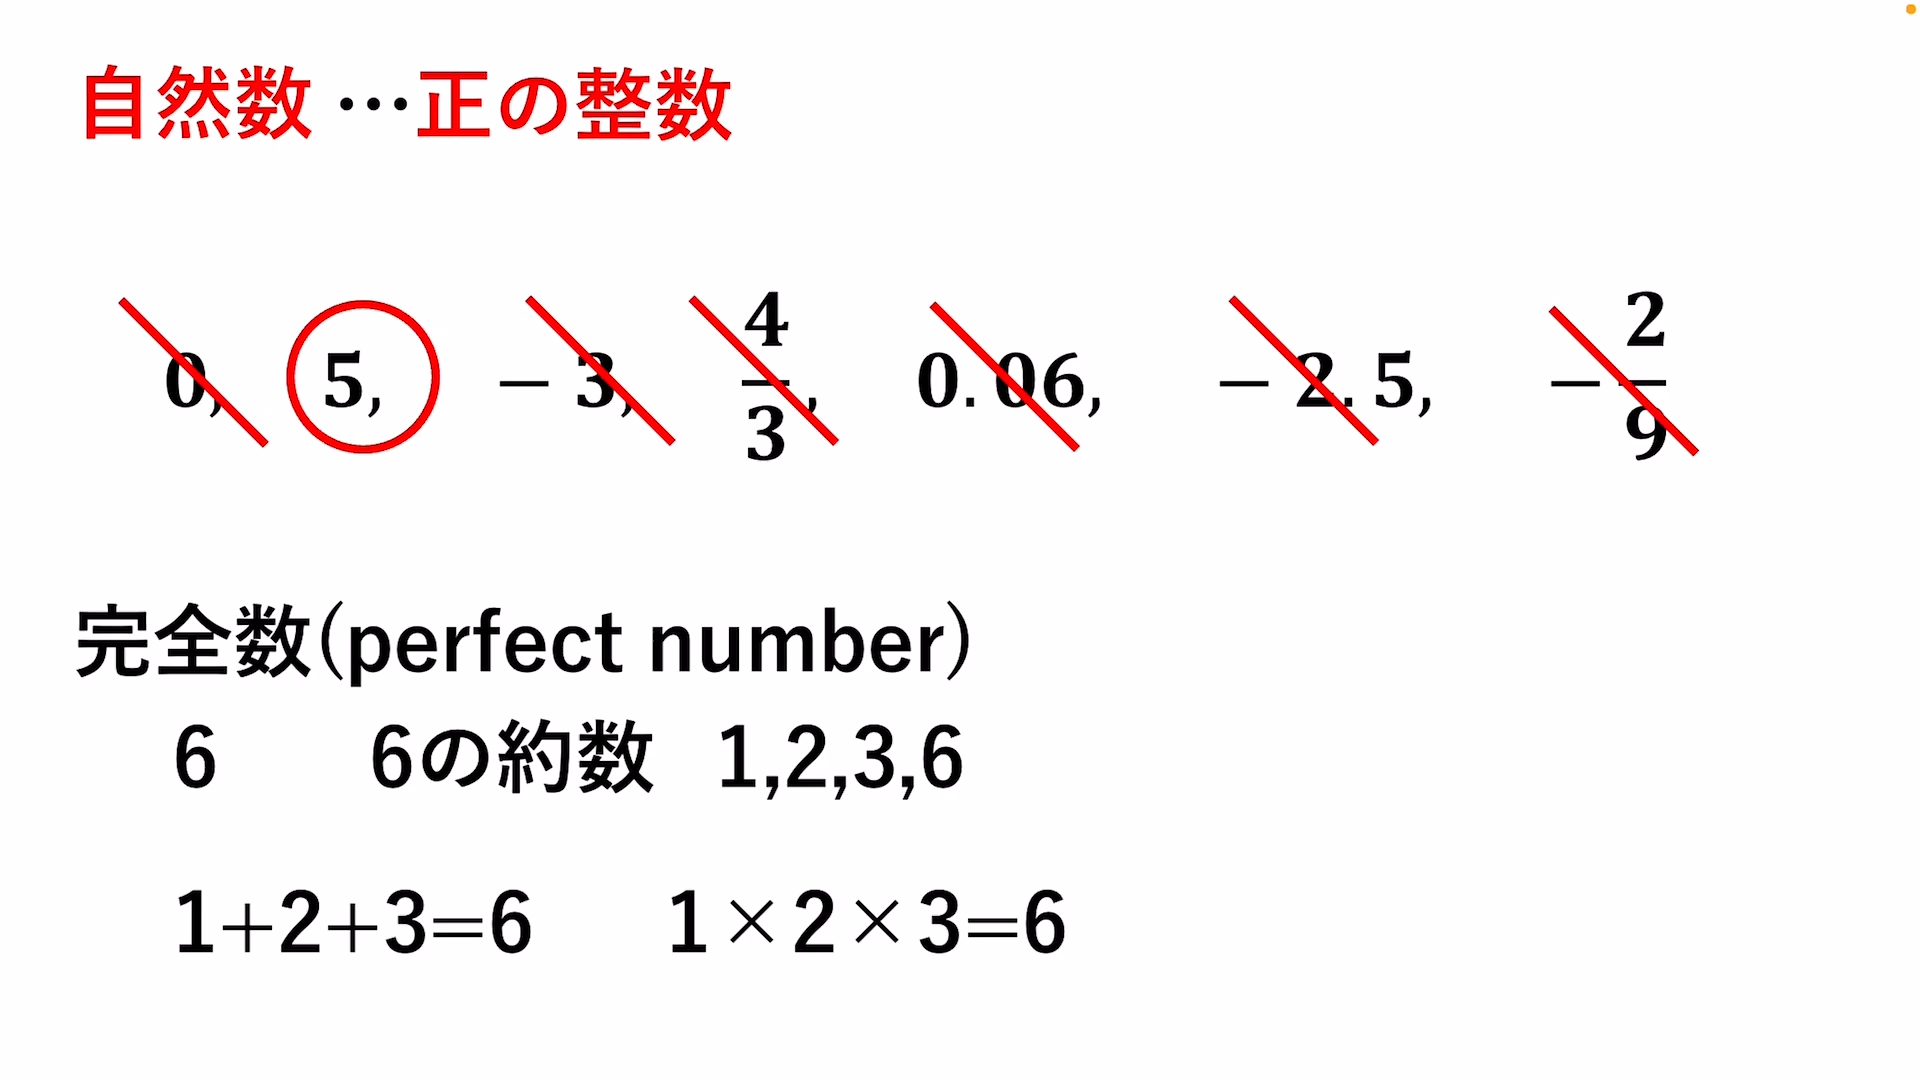 自然数 …正の整数
0, 5, −3, 4/3, 0.06, −2.5, −2/9
完全数(perfect number)
6 6の約数 1,2,3,6
1+2+3=6 1×2×3=6